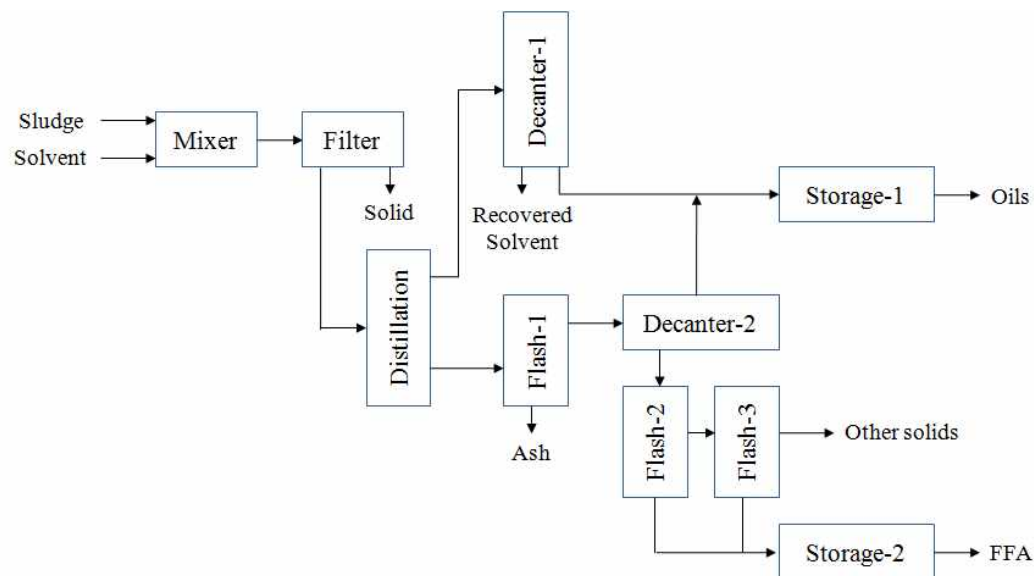 Sludge
Solvent
Mixer
Filter
Solid
Distillation
Decanter-1
Recovered
Solvent
Storage-1
Oils
Flash-1
Ash
Decanter-2
Flash-2
Flash-3
Other solids
Storage-2
FFA